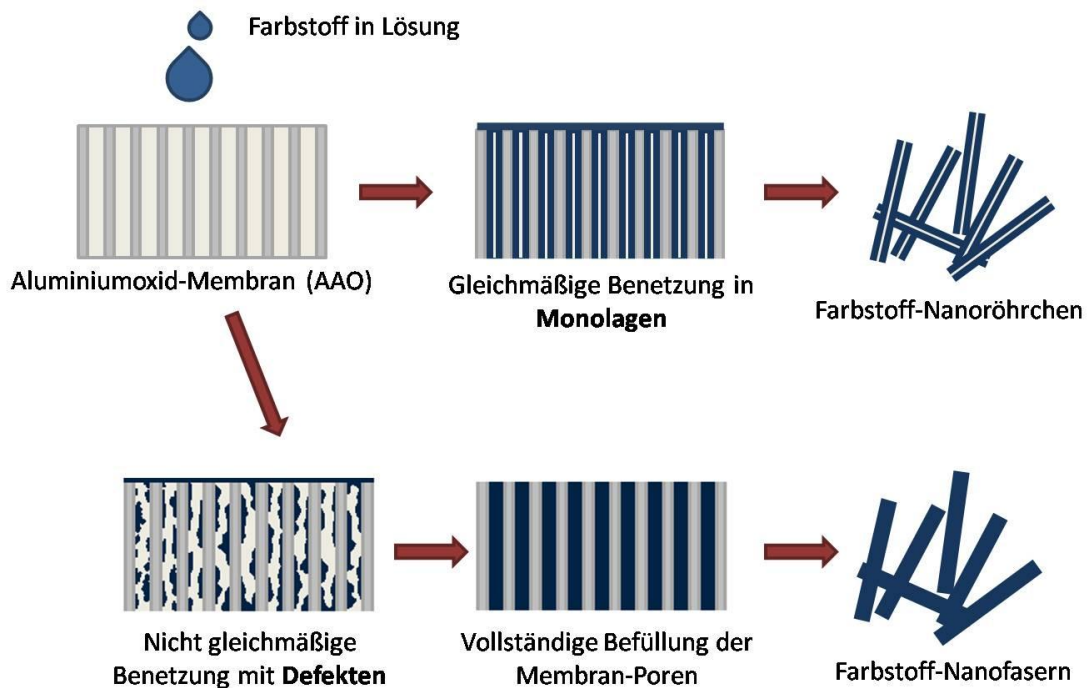 Farbstoff in Lösung
Aluminiumoxid-Membran (AAO)
Gleichmäßige Benetzung in
Monolagen
Farbstoff-Nanoröhrchen
Nicht gleichmäßige
Benetzung mit Defekten
Vollständige Befüllung der
Membran-Poren
Farbstoff-Nanofasern